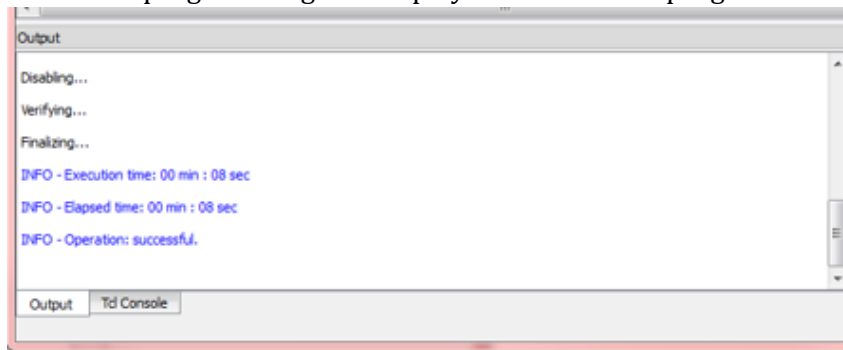 Output
Disabling...
Verifying...
Finalizing...
INFO - Execution time: 00 min : 08 sec
INFO - Elapsed time: 00 min : 08 sec
INFO - Operation: successful.
Output Tcl Console